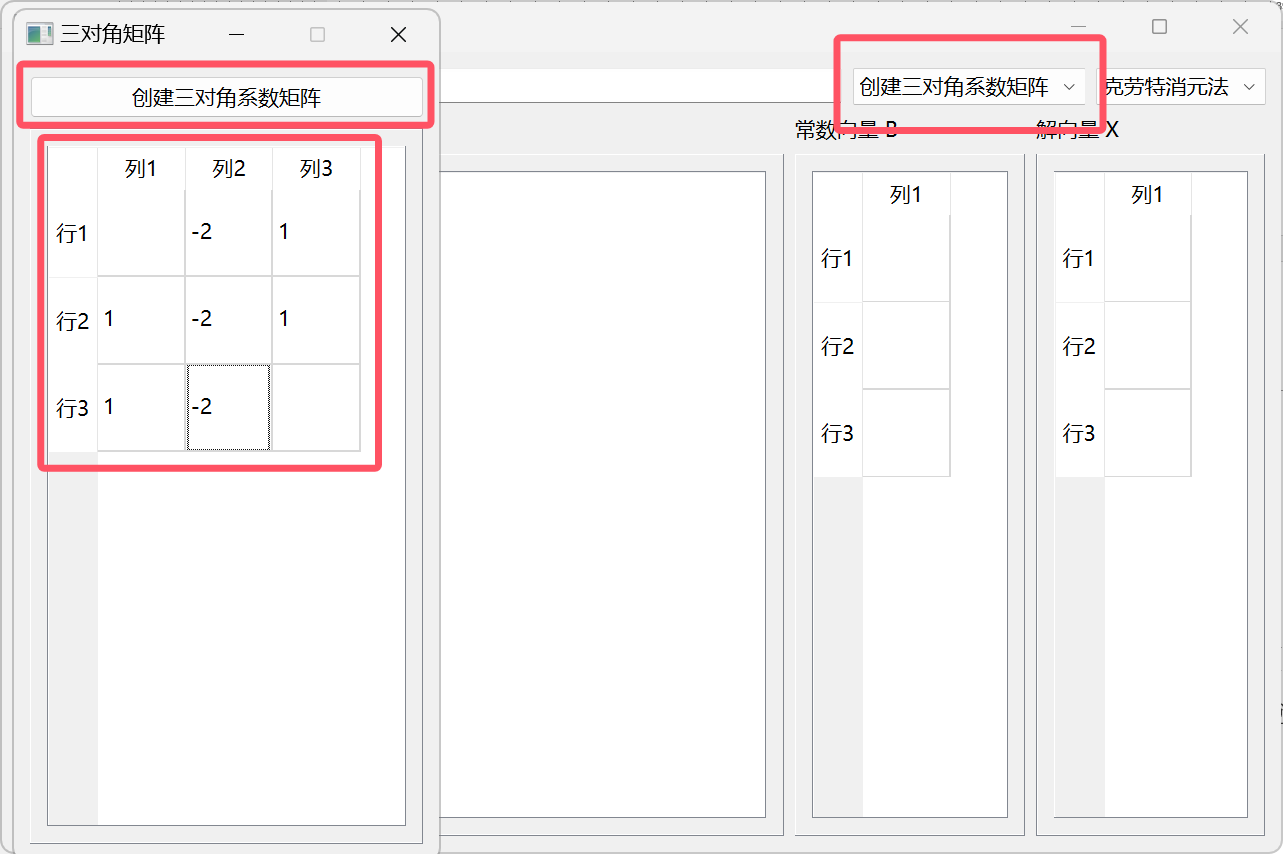 三对角矩阵
创建三对角系数矩阵
列1 列2 列3
行1 -2 1
行2 1 -2 1
行3 1 -2
创建三对角系数矩阵 克劳特消元法
常数向量 B
列1
行1
行2
行3
解向量 X
列1
行1
行2
行3